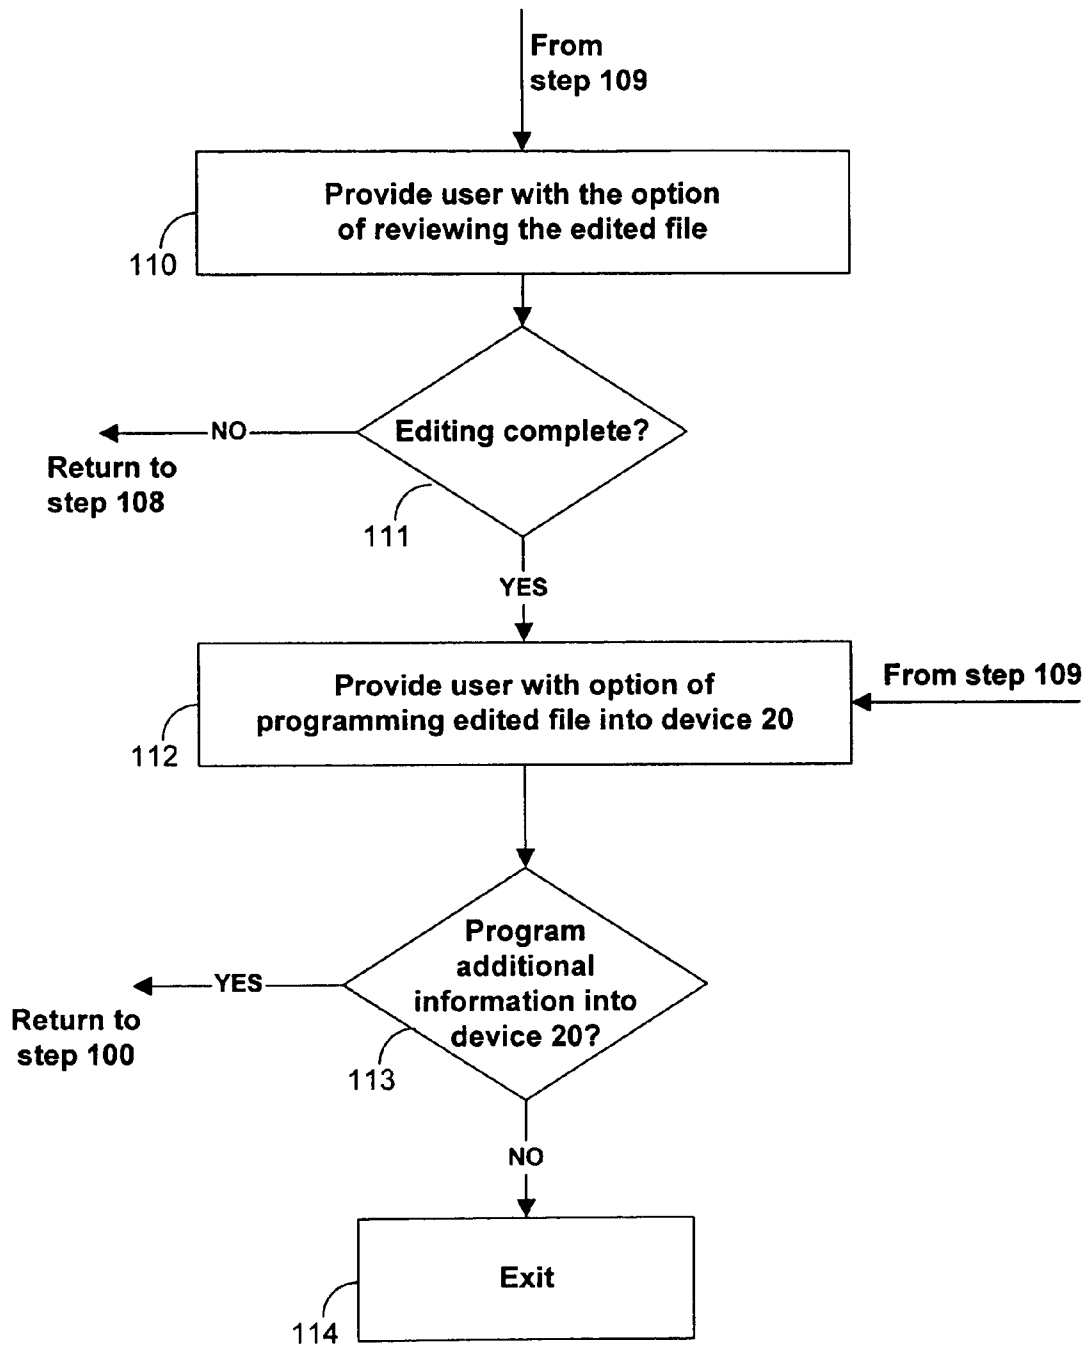 From
step 109
Provide user with the option
of reviewing the edited file
110
Editing complete?
NO
Return to
step 108
111
YES
Provide user with option of
programming edited file into device 20
From step 109
112
Program
additional
information into
device 20?
YES
Return to
step 100
113
NO
Exit
114